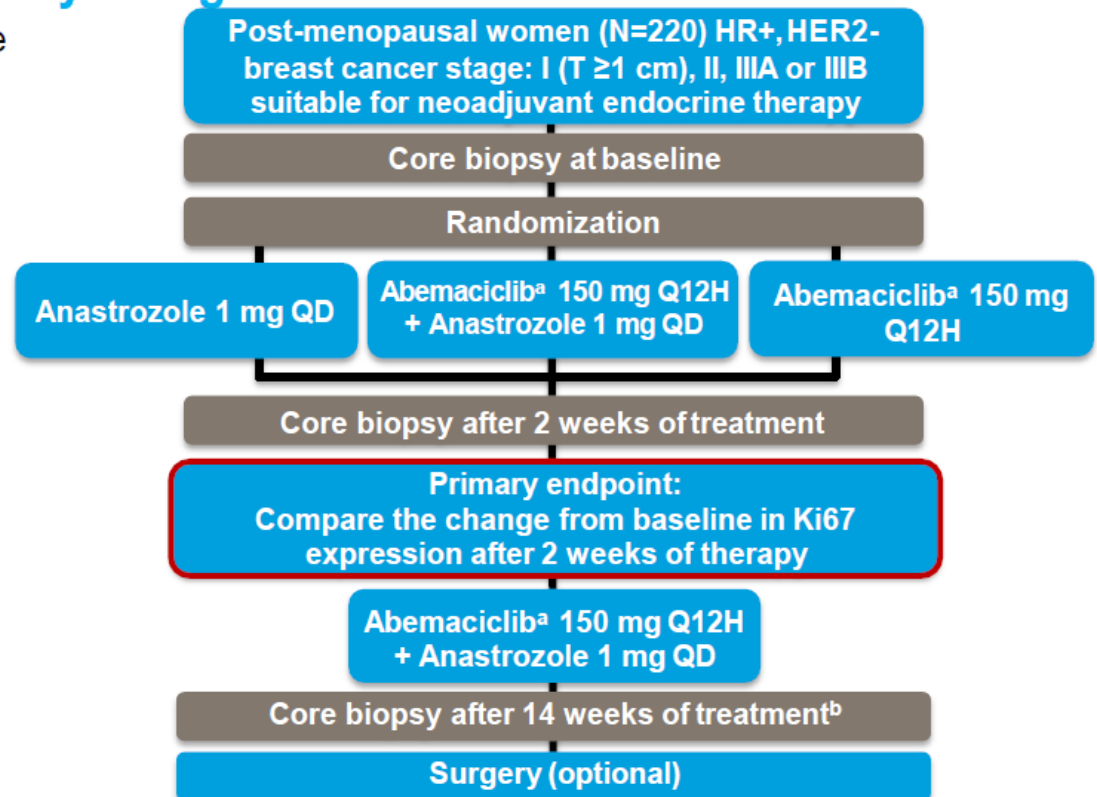 Post-menopausal women (N=220) HR+, HER2-
breast cancer stage: I (T ≥1 cm), II, IIIA or IIIB
suitable for neoadjuvant endocrine therapy
Core biopsy at baseline
Randomization
Anastrozole 1 mg QD
Abemaciclibᵃ 150 mg Q12H
+ Anastrozole 1 mg QD
Abemaciclibᵃ 150 mg
Q12H
Core biopsy after 2 weeks of treatment
Primary endpoint:
Compare the change from baseline in Ki67
expression after 2 weeks of therapy
Abemaciclibᵃ 150 mg Q12H
+ Anastrozole 1 mg QD
Core biopsy after 14 weeks of treatmentᵇ
Surgery (optional)